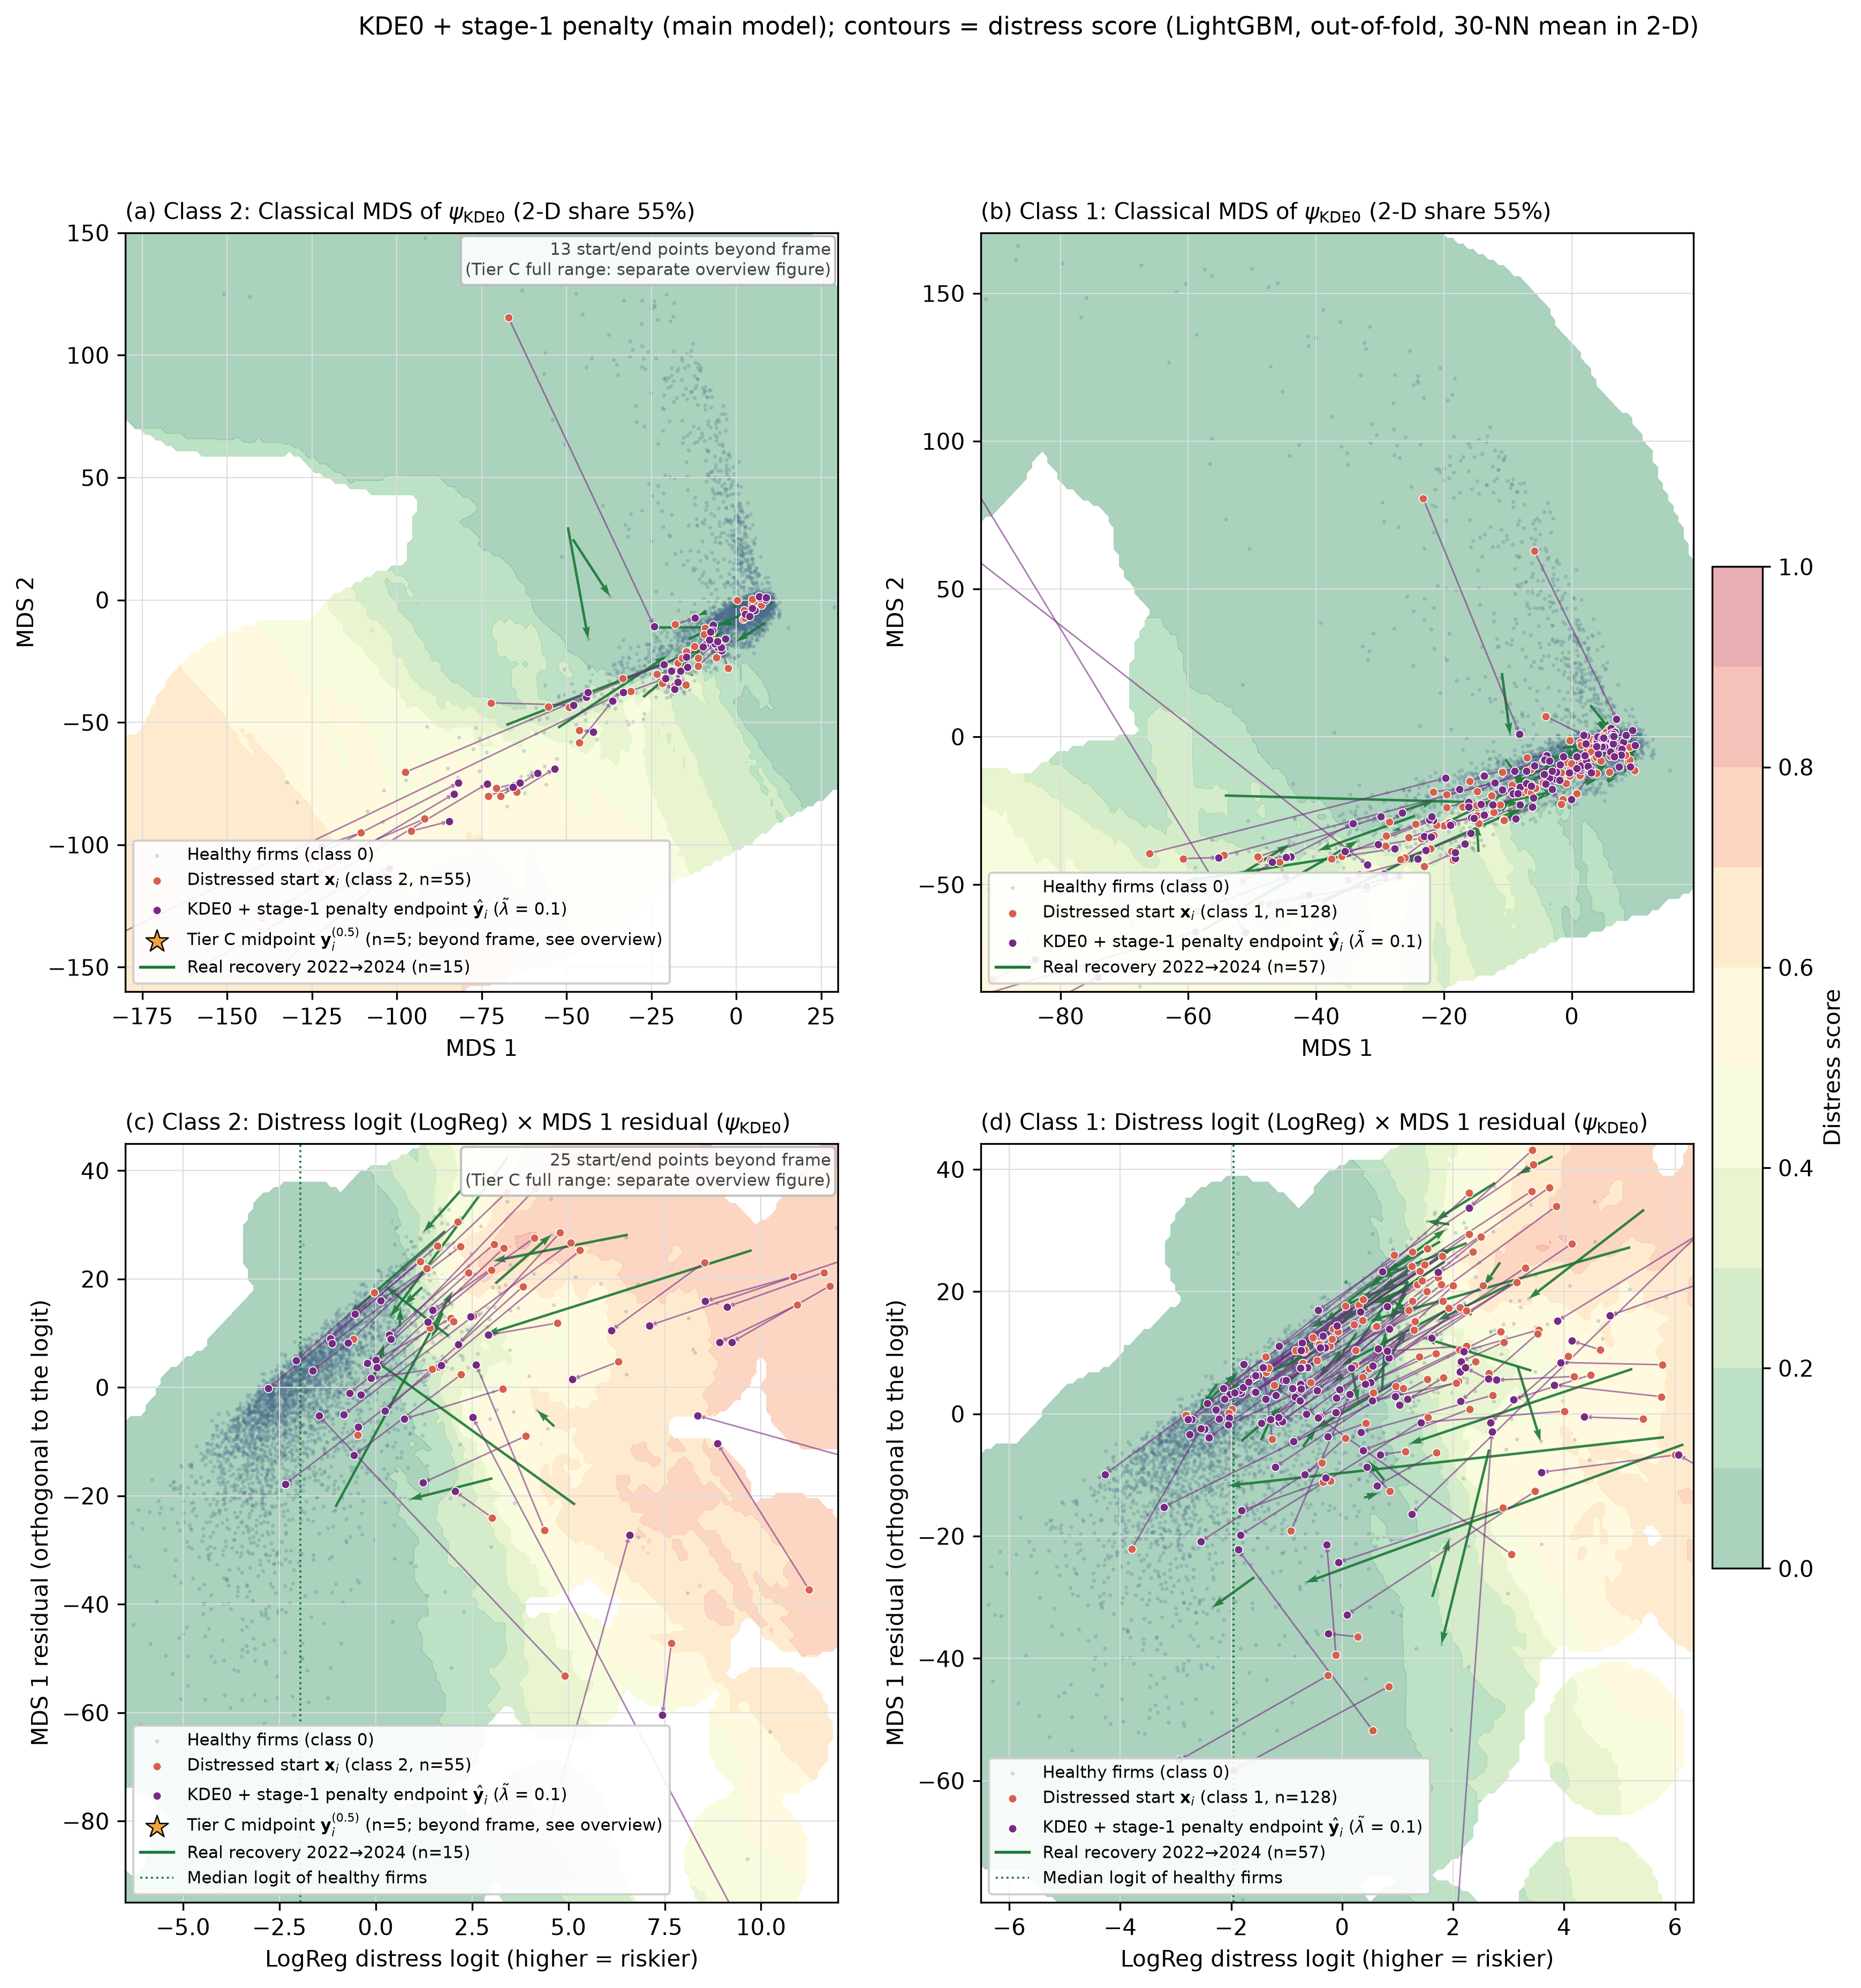 KDE0 + stage-1 penalty (main model); contours = distress score (LightGBM, out-of-fold, 30-NN mean in 2-D)
(a) Class 2: Classical MDS of ψKDE0 (2-D share 55%)
13 start/end points beyond frame
(Tier C full range: separate overview figure)
150
100
50
0
−50
−100
−150
MDS 2
Healthy firms (class 0)
Distressed start xi (class 2, n=55)
KDE0 + stage-1 penalty endpoint ŷi (λ̃ = 0.1)
Tier C midpoint yi(0.5) (n=5; beyond frame, see overview)
Real recovery 2022→2024 (n=15)
−175 −150 −125 −100 −75 −50 −25 0 25
MDS 1
(b) Class 1: Classical MDS of ψKDE0 (2-D share 55%)
150
100
50
0
−50
MDS 2
Healthy firms (class 0)
Distressed start xi (class 1, n=128)
KDE0 + stage-1 penalty endpoint ŷi (λ̃ = 0.1)
Real recovery 2022→2024 (n=57)
−80 −60 −40 −20 0
MDS 1
(c) Class 2: Distress logit (LogReg) × MDS 1 residual (ψKDE0)
25 start/end points beyond frame
(Tier C full range: separate overview figure)
40
20
0
−20
−40
−60
−80
MDS 1 residual (orthogonal to the logit)
Healthy firms (class 0)
Distressed start xi (class 2, n=55)
KDE0 + stage-1 penalty endpoint ŷi (λ̃ = 0.1)
Tier C midpoint yi(0.5) (n=5; beyond frame, see overview)
Real recovery 2022→2024 (n=15)
Median logit of healthy firms
−5.0 −2.5 0.0 2.5 5.0 7.5 10.0
LogReg distress logit (higher = riskier)
(d) Class 1: Distress logit (LogReg) × MDS 1 residual (ψKDE0)
40
20
0
−20
−40
−60
MDS 1 residual (orthogonal to the logit)
Healthy firms (class 0)
Distressed start xi (class 1, n=128)
KDE0 + stage-1 penalty endpoint ŷi (λ̃ = 0.1)
Real recovery 2022→2024 (n=57)
Median logit of healthy firms
−6 −4 −2 0 2 4 6
LogReg distress logit (higher = riskier)
1.0
0.8
0.6
0.4
0.2
0.0
Distress score